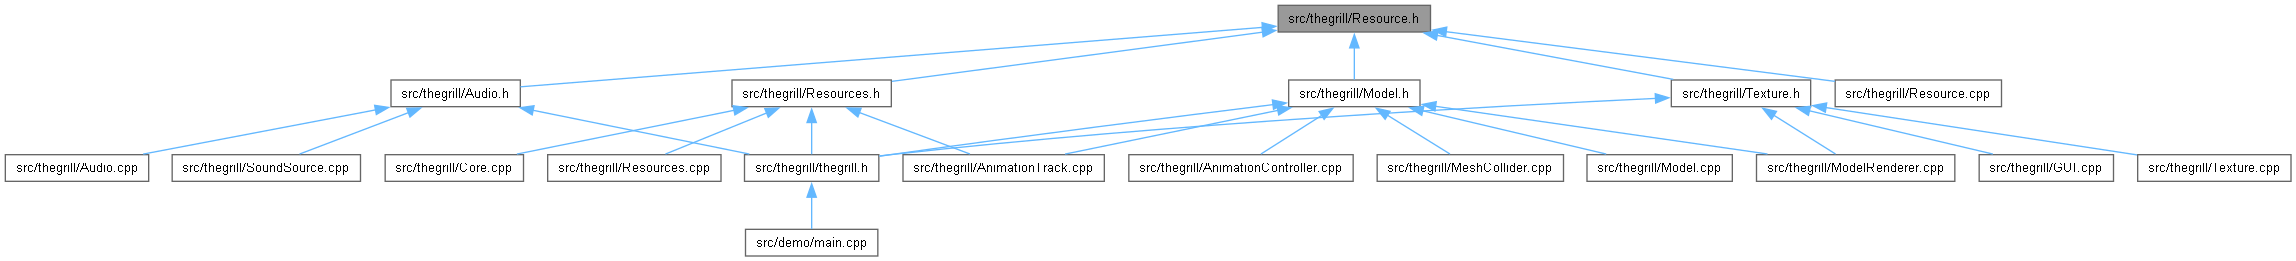 src/thegrill/Resource.h
src/thegrill/Audio.h
src/thegrill/Resources.h
src/thegrill/Model.h
src/thegrill/Texture.h
src/thegrill/Resource.cpp
src/thegrill/Audio.cpp
src/thegrill/SoundSource.cpp
src/thegrill/Core.cpp
src/thegrill/Resources.cpp
src/thegrill/thegrill.h
src/thegrill/AnimationTrack.cpp
src/thegrill/AnimationController.cpp
src/thegrill/MeshCollider.cpp
src/thegrill/Model.cpp
src/thegrill/ModelRenderer.cpp
src/thegrill/GUI.cpp
src/thegrill/Texture.cpp
src/demo/main.cpp